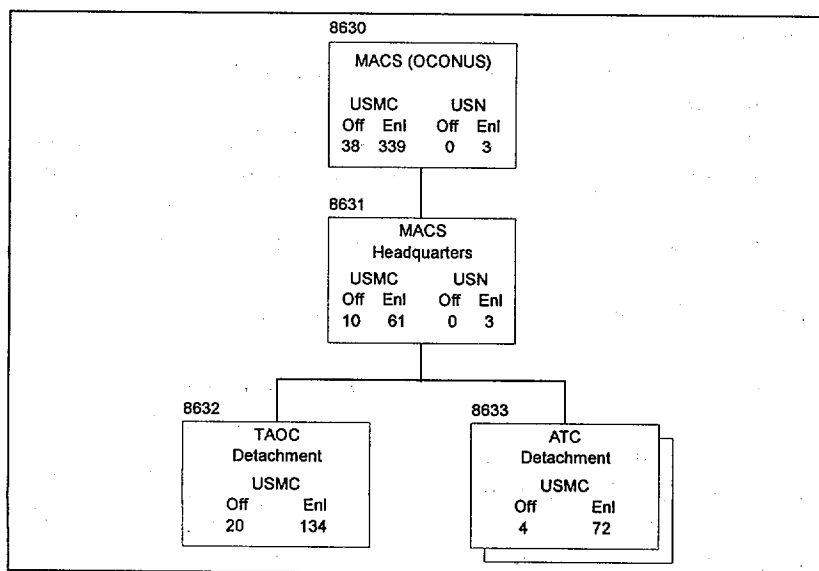 8630
MACS (OCONUS)
USMC USN
Off Enl Off Enl
38 339 0 3
8631
MACS
Headquarters
USMC USN
Off Enl Off Enl
10 61 0 3
8632
TAOC
Detachment
USMC
Off Enl
20 134
8633
ATC
Detachment
USMC
Off Enl
4 72